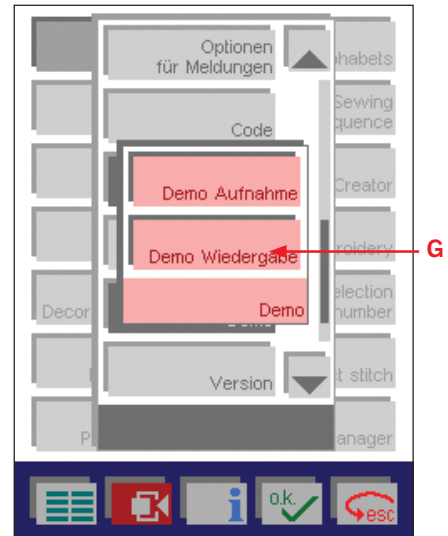 Optionen
für Meldungen
habets
Sewing
quence
Code
Demo Aufnahme
Creator
Demo Wiedergabe
G
roidery
Demo
election
Decor
number
Version
ct stitch
P
anager
o.k.
esc